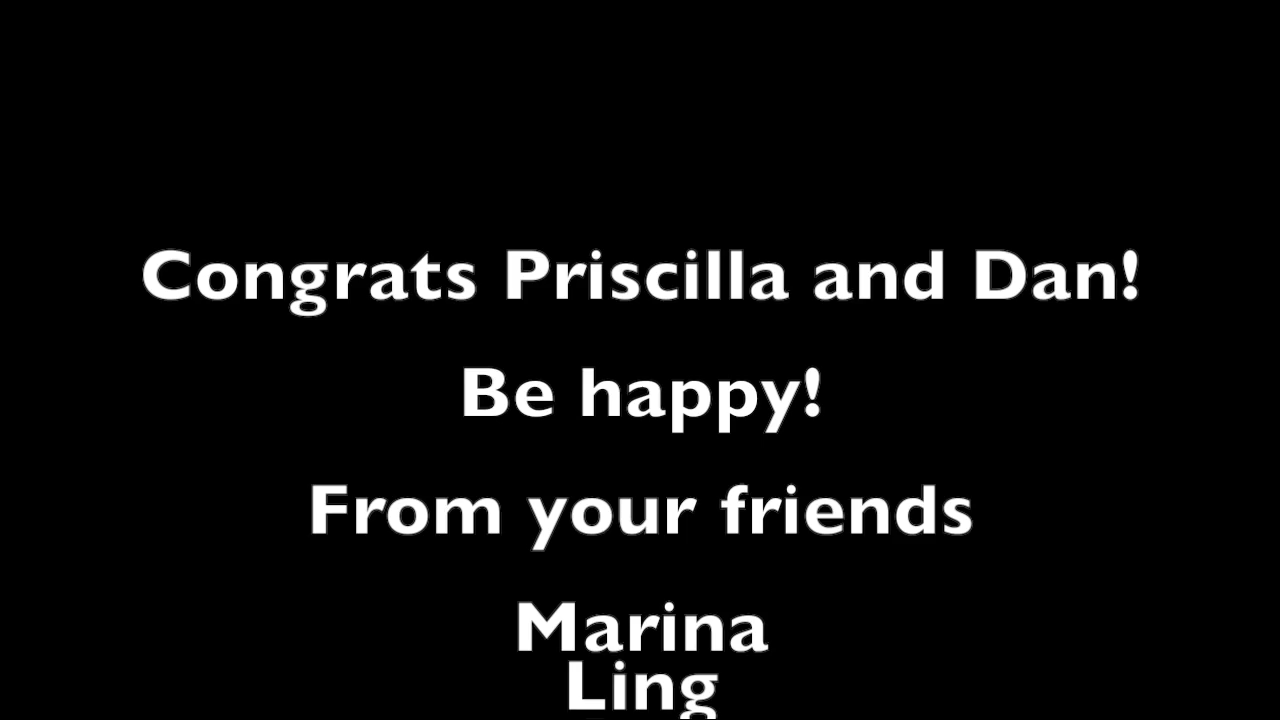 Congrats Priscilla and Dan!
Be happy!
From your friends
Marina
Ling